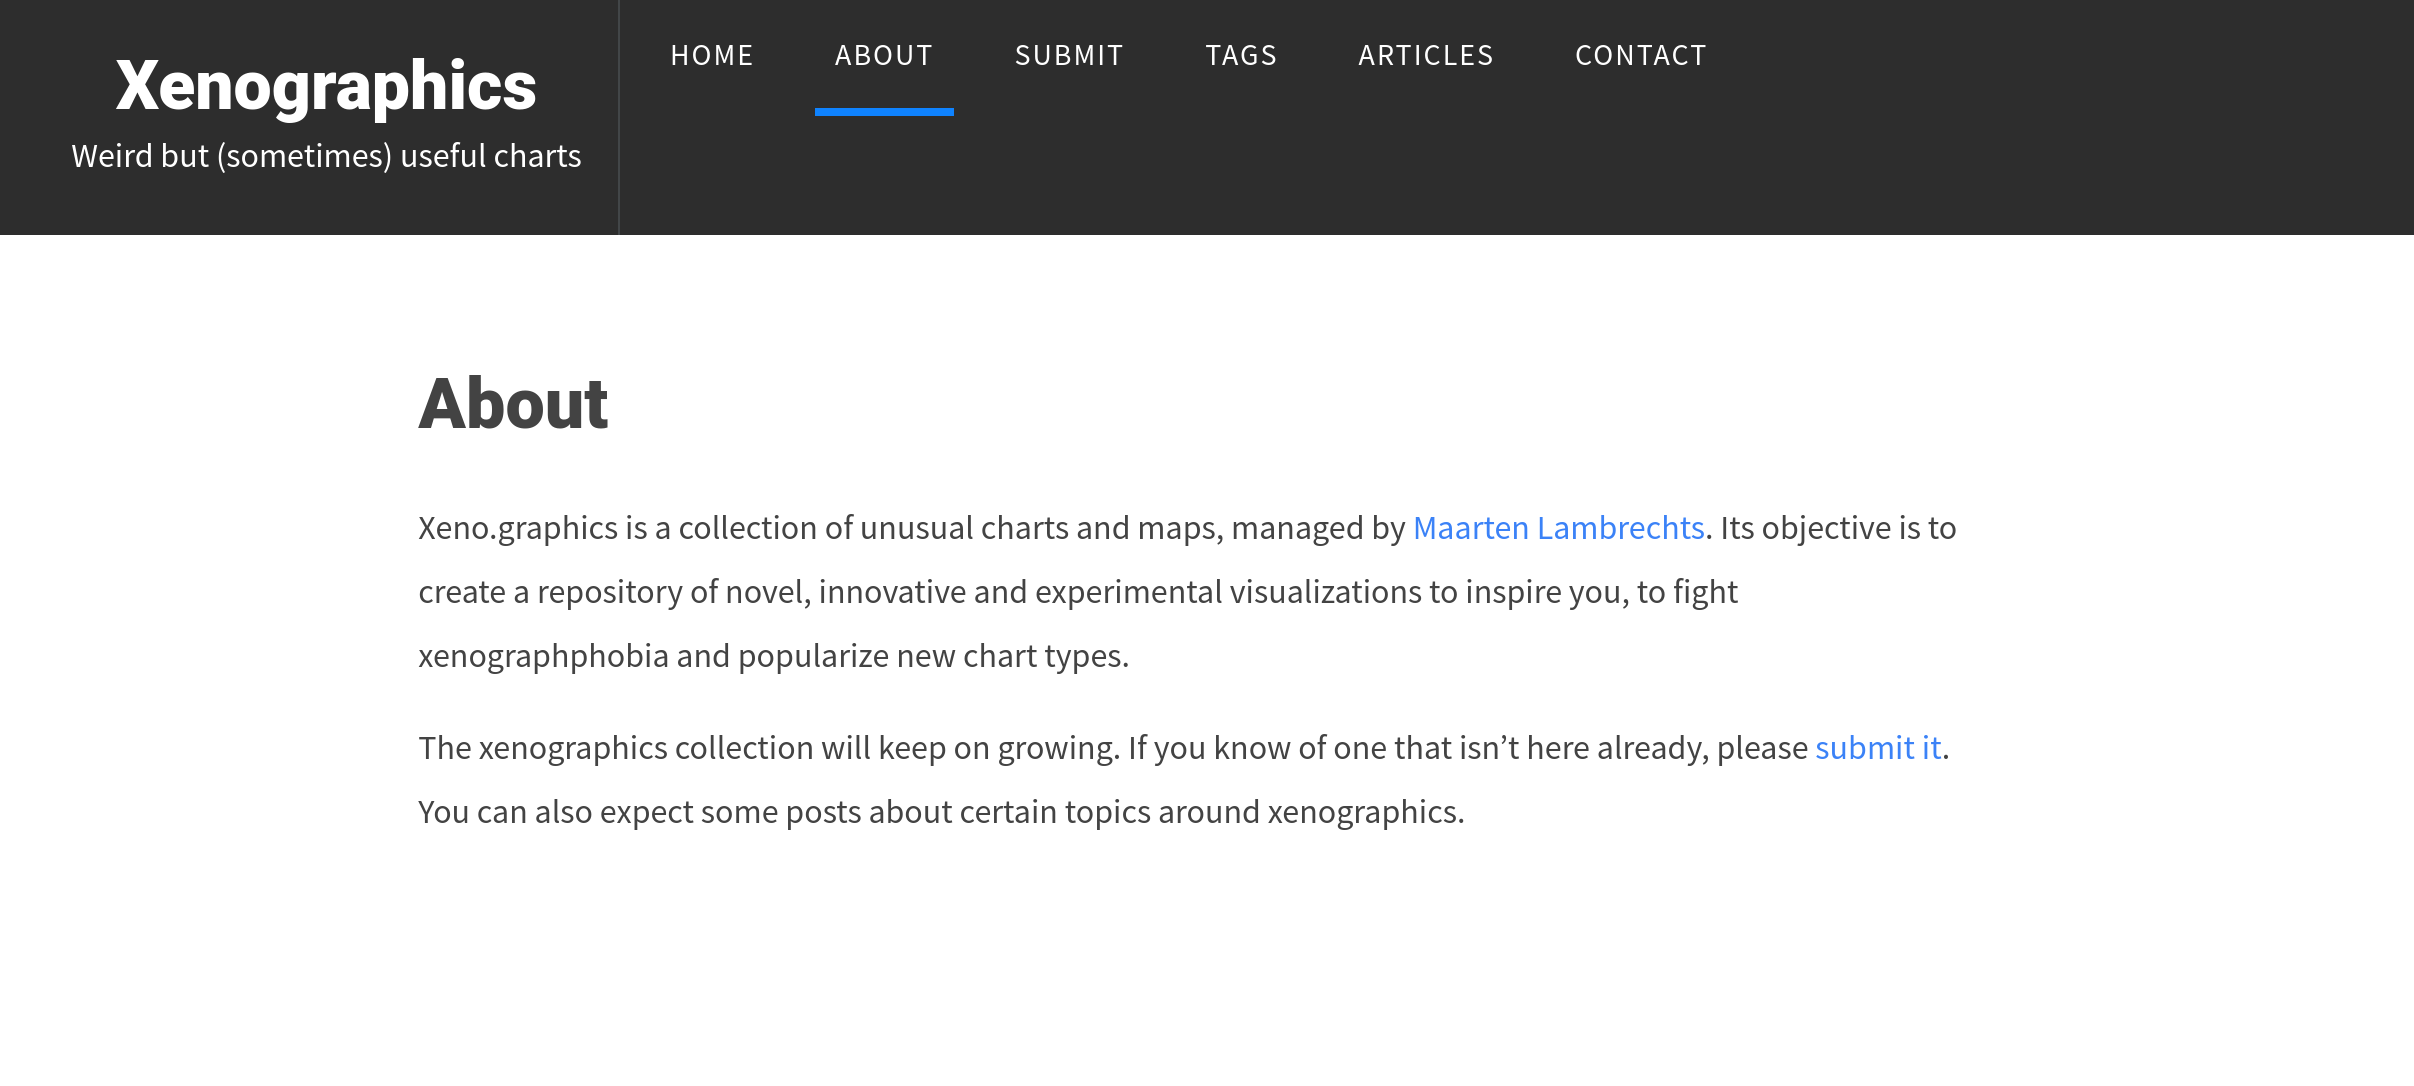 Xenographics
Weird but (sometimes) useful charts
HOME ABOUT SUBMIT TAGS ARTICLES CONTACT
About
Xeno.graphics is a collection of unusual charts and maps, managed by Maarten Lambrechts. Its objective is to
create a repository of novel, innovative and experimental visualizations to inspire you, to fight
xenographphobia and popularize new chart types.
The xenographics collection will keep on growing. If you know of one that isn’t here already, please submit it.
You can also expect some posts about certain topics around xenographics.